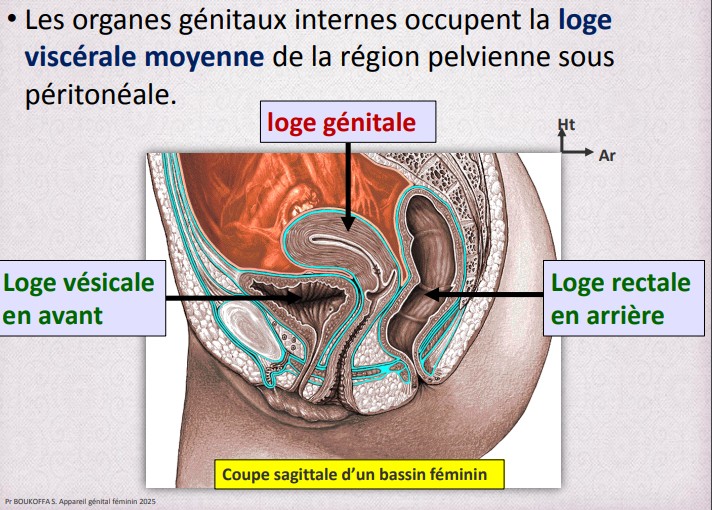 • Les organes génitaux internes occupent la loge
viscérale moyenne de la région pelvienne sous
péritonéale.
loge génitale
Ht
Ar
Loge vésicale
en avant
Loge rectale
en arrière
Coupe sagittale d'un bassin féminin
Pr BOUKOFFA S. Appareil génital féminin 2025